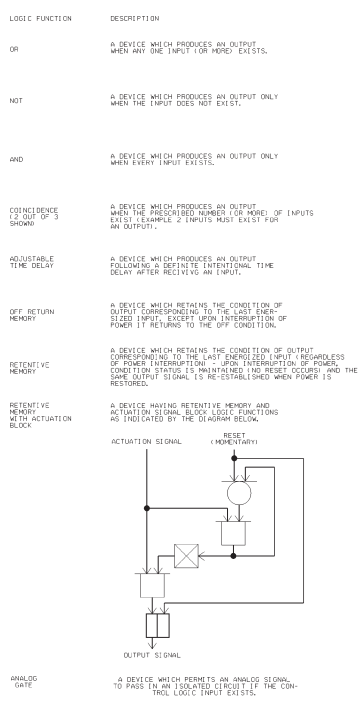 LOGIC FUNCTION DESCRIPTION
OR
A DEVICE WHICH PRODUCES AN OUTPUT
WHEN ANY ONE INPUT (OR MORE) EXISTS.
NOT
A DEVICE WHICH PRODUCES AN OUTPUT ONLY
WHEN THE INPUT DOES NOT EXIST.
AND
A DEVICE WHICH PRODUCES AN OUTPUT ONLY
WHEN EVERY INPUT EXISTS.
COINCIDENCE
(2 OUT OF 3
SHOWN)
A DEVICE WHICH PRODUCES AN OUTPUT
WHEN THE PRESCRIBED NUMBER (OR MORE) OF INPUTS
EXIST (EXAMPLE 2 INPUTS MUST EXIST FOR
AN OUTPUT).
ADJUSTABLE
TIME DELAY
A DEVICE WHICH PRODUCES AN OUTPUT
FOLLOWING A DEFINITE INTENTIONAL TIME
DELAY AFTER RECIVIVG AN INPUT.
OFF RETURN
MEMORY
A DEVICE WHICH RETAINS THE CONDITION OF
OUTPUT CORRESPONDING TO THE LAST ENER-
SIZED INPUT, EXCEPT UPON INTERRUPTION OF
POWER IT RETURNS TO THE OFF CONDITION.
RETENTIVE
MEMORY
A DEVICE WHICH RETAINS THE CONDITION OF OUTPUT
CORRESPONDING TO THE LAST ENERGIZED INPUT (REGARDLESS
OF POWER INTERRUPTION) - UPON INTERRUPTION OF POWER,
CONDITION STATUS IS MAINTAINED (NO RESET OCCURS) AND THE
SAME OUTPUT SIGNAL IS RE-ESTABLISHED WHEN POWER IS
RESTORED.
RETENTIVE
MEMORY
WITH ACTUATION
BLOCK
A DEVICE HAVING RETENTIVE MEMORY AND
ACTUATION SIGNAL BLOCK LOGIC FUNCTIONS
AS INDICATED BY THE DIAGRAM BELOW.
ACTUATION SIGNAL
RESET
(MOMENTARY)
OUTPUT SIGNAL
ANALOG
GATE
A DEVICE WHICH PERMITS AN ANALOG SIGNAL
TO PASS IN AN ISOLATED CIRCUIT IF THE CON-
TROL LOGIC INPUT EXISTS.